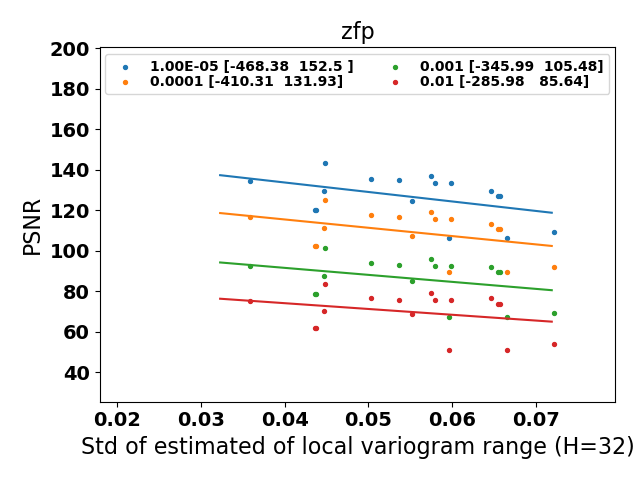 zfp
1.00E-05 [-468.38  152.5 ]
0.0001 [-410.31  131.93]
0.001 [-345.99  105.48]
0.01 [-285.98   85.64]
PSNR
200
180
160
140
120
100
80
60
40
0.02 0.03 0.04 0.05 0.06 0.07
Std of estimated of local variogram range (H=32)